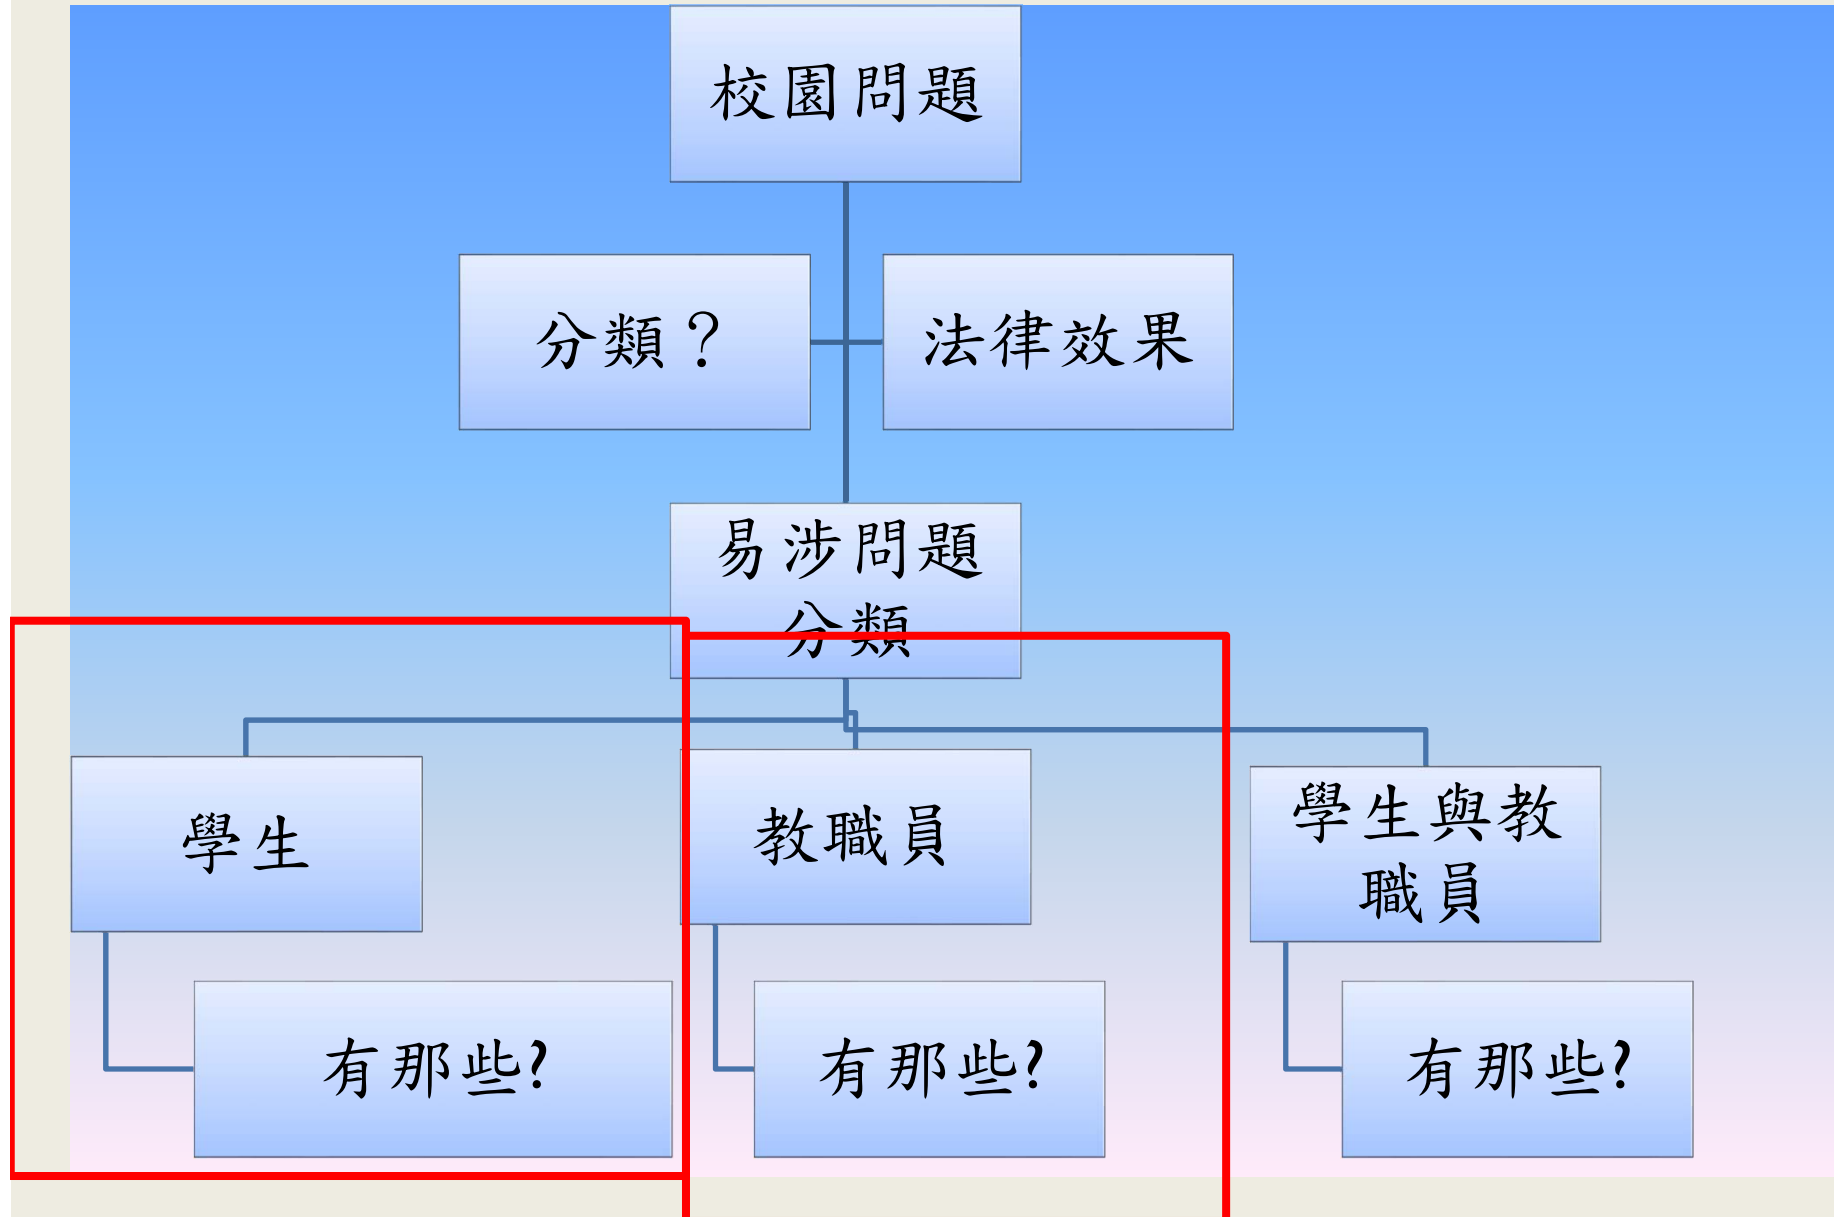 校園問題
分類？
法律效果
易涉問題
分類
學生
教職員
學生與教
職員
有那些?
有那些?
有那些?